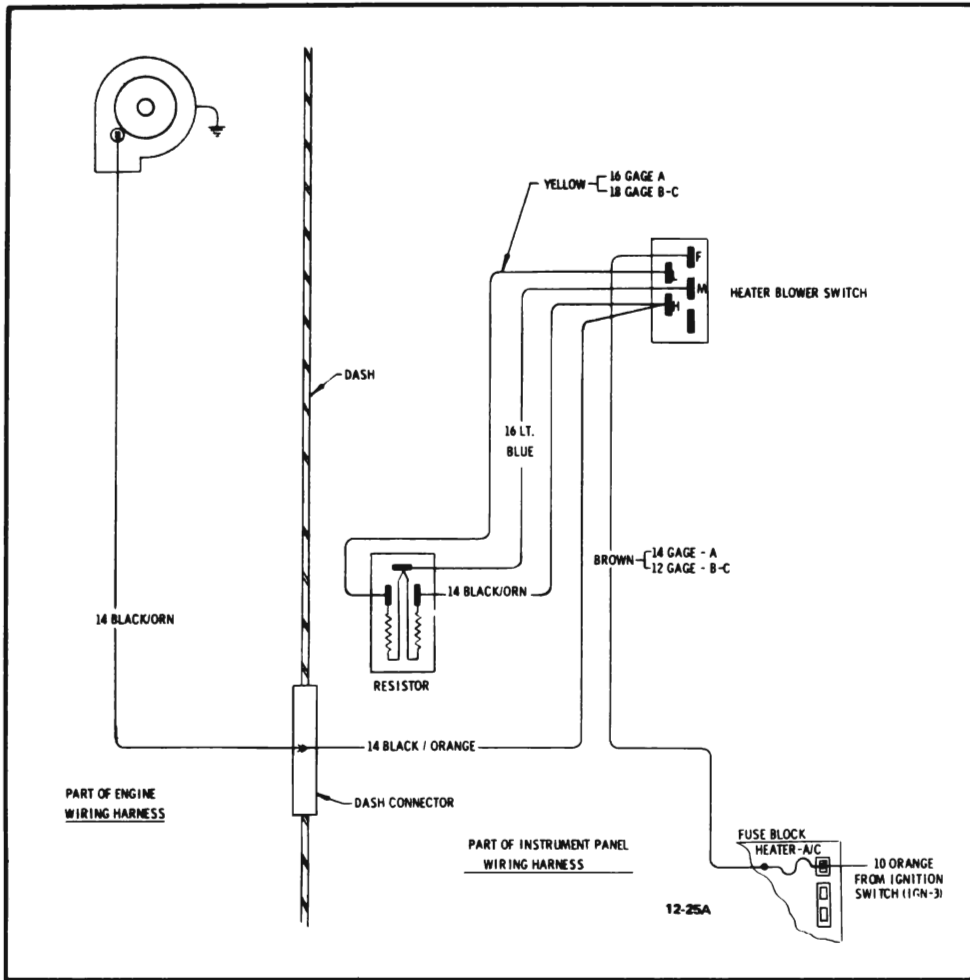 16 GAGE A
YELLOW
18 GAGE B-C
F
L
M
H
HEATER BLOWER SWITCH
DASH
16 LT.
BLUE
BROWN
14 GAGE - A
12 GAGE - B-C
14 BLACK/ORN
14 BLACK/ORN
RESISTOR
14 BLACK / ORANGE
DASH CONNECTOR
PART OF ENGINE
WIRING HARNESS
PART OF INSTRUMENT PANEL
WIRING HARNESS
FUSE BLOCK
HEATER-A/C
10 ORANGE
FROM IGNITION
SWITCH (IGN-3)
12-25A